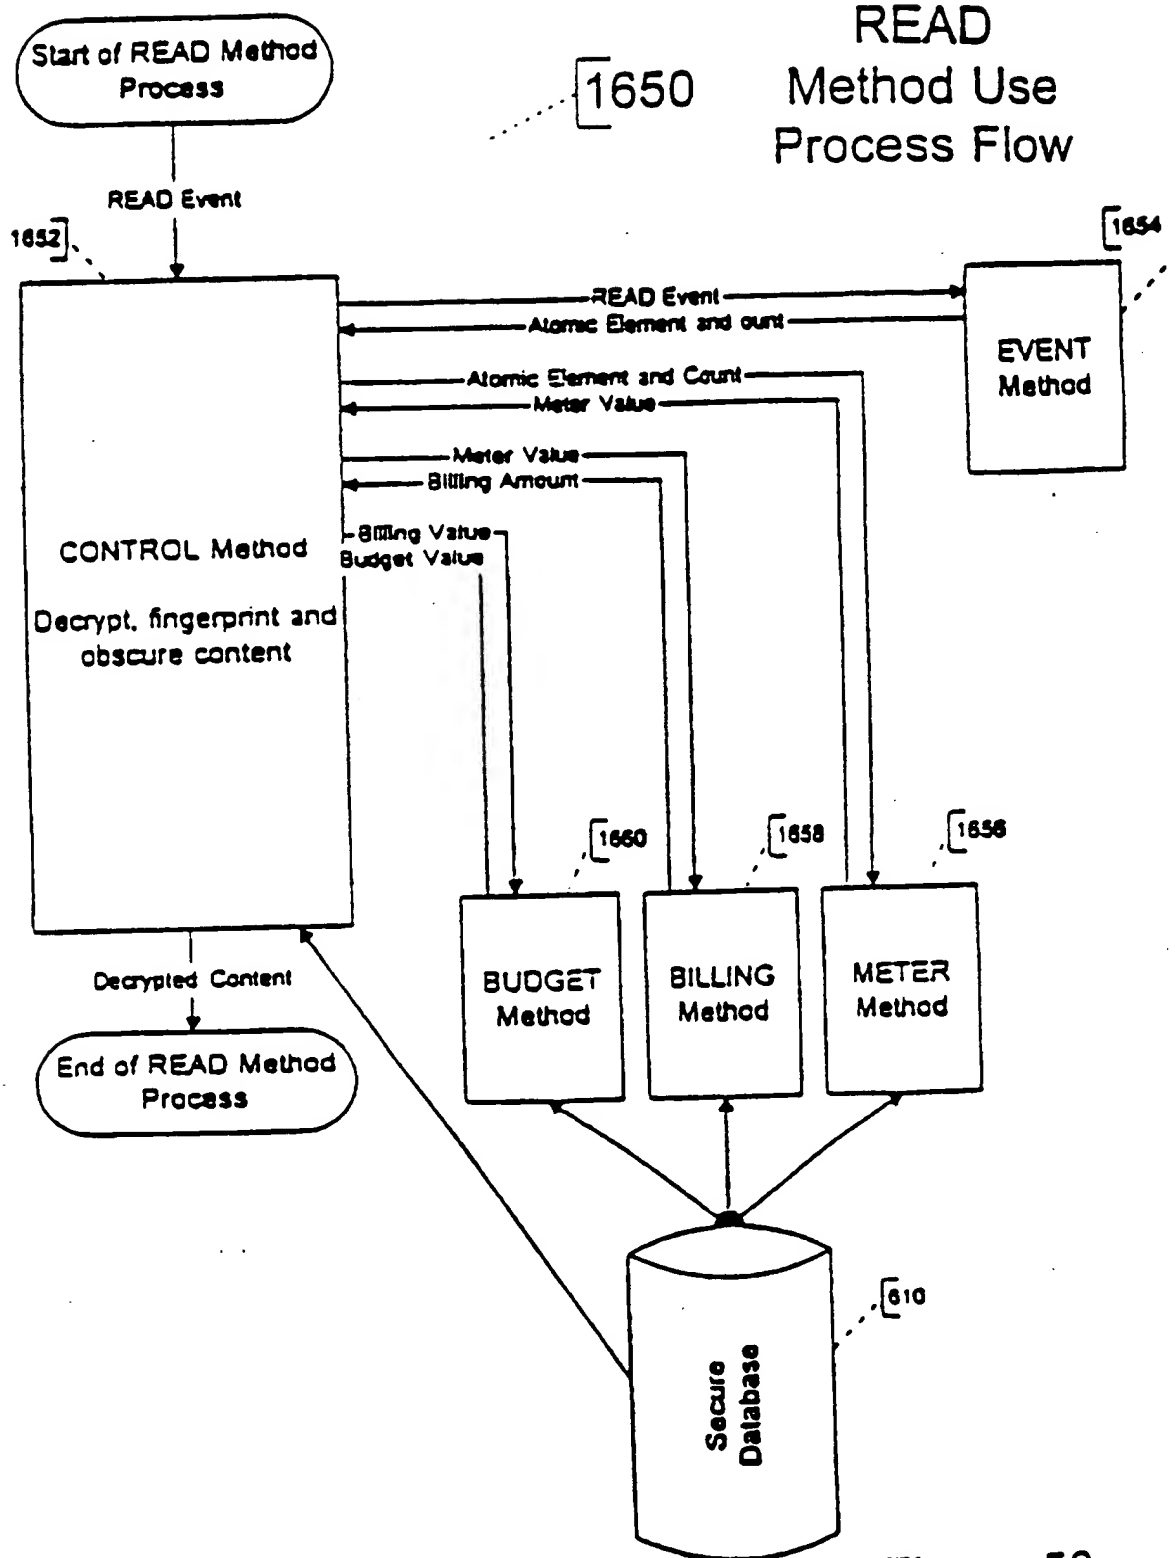 READ
Method Use
Process Flow
1650
Start of READ Method
Process
READ Event
1652
1654
READ Event
Atomic Element and ount
EVENT
Method
Atomic Element and Count
Meter Value
Meter Value
Billing Amount
Billing Value
Budget Value
CONTROL Method
Decrypt, fingerprint and
obscure content
1660
1658
1656
BUDGET
Method
BILLING
Method
METER
Method
Decrypted Content
End of READ Method
Process
610
Secure
Database